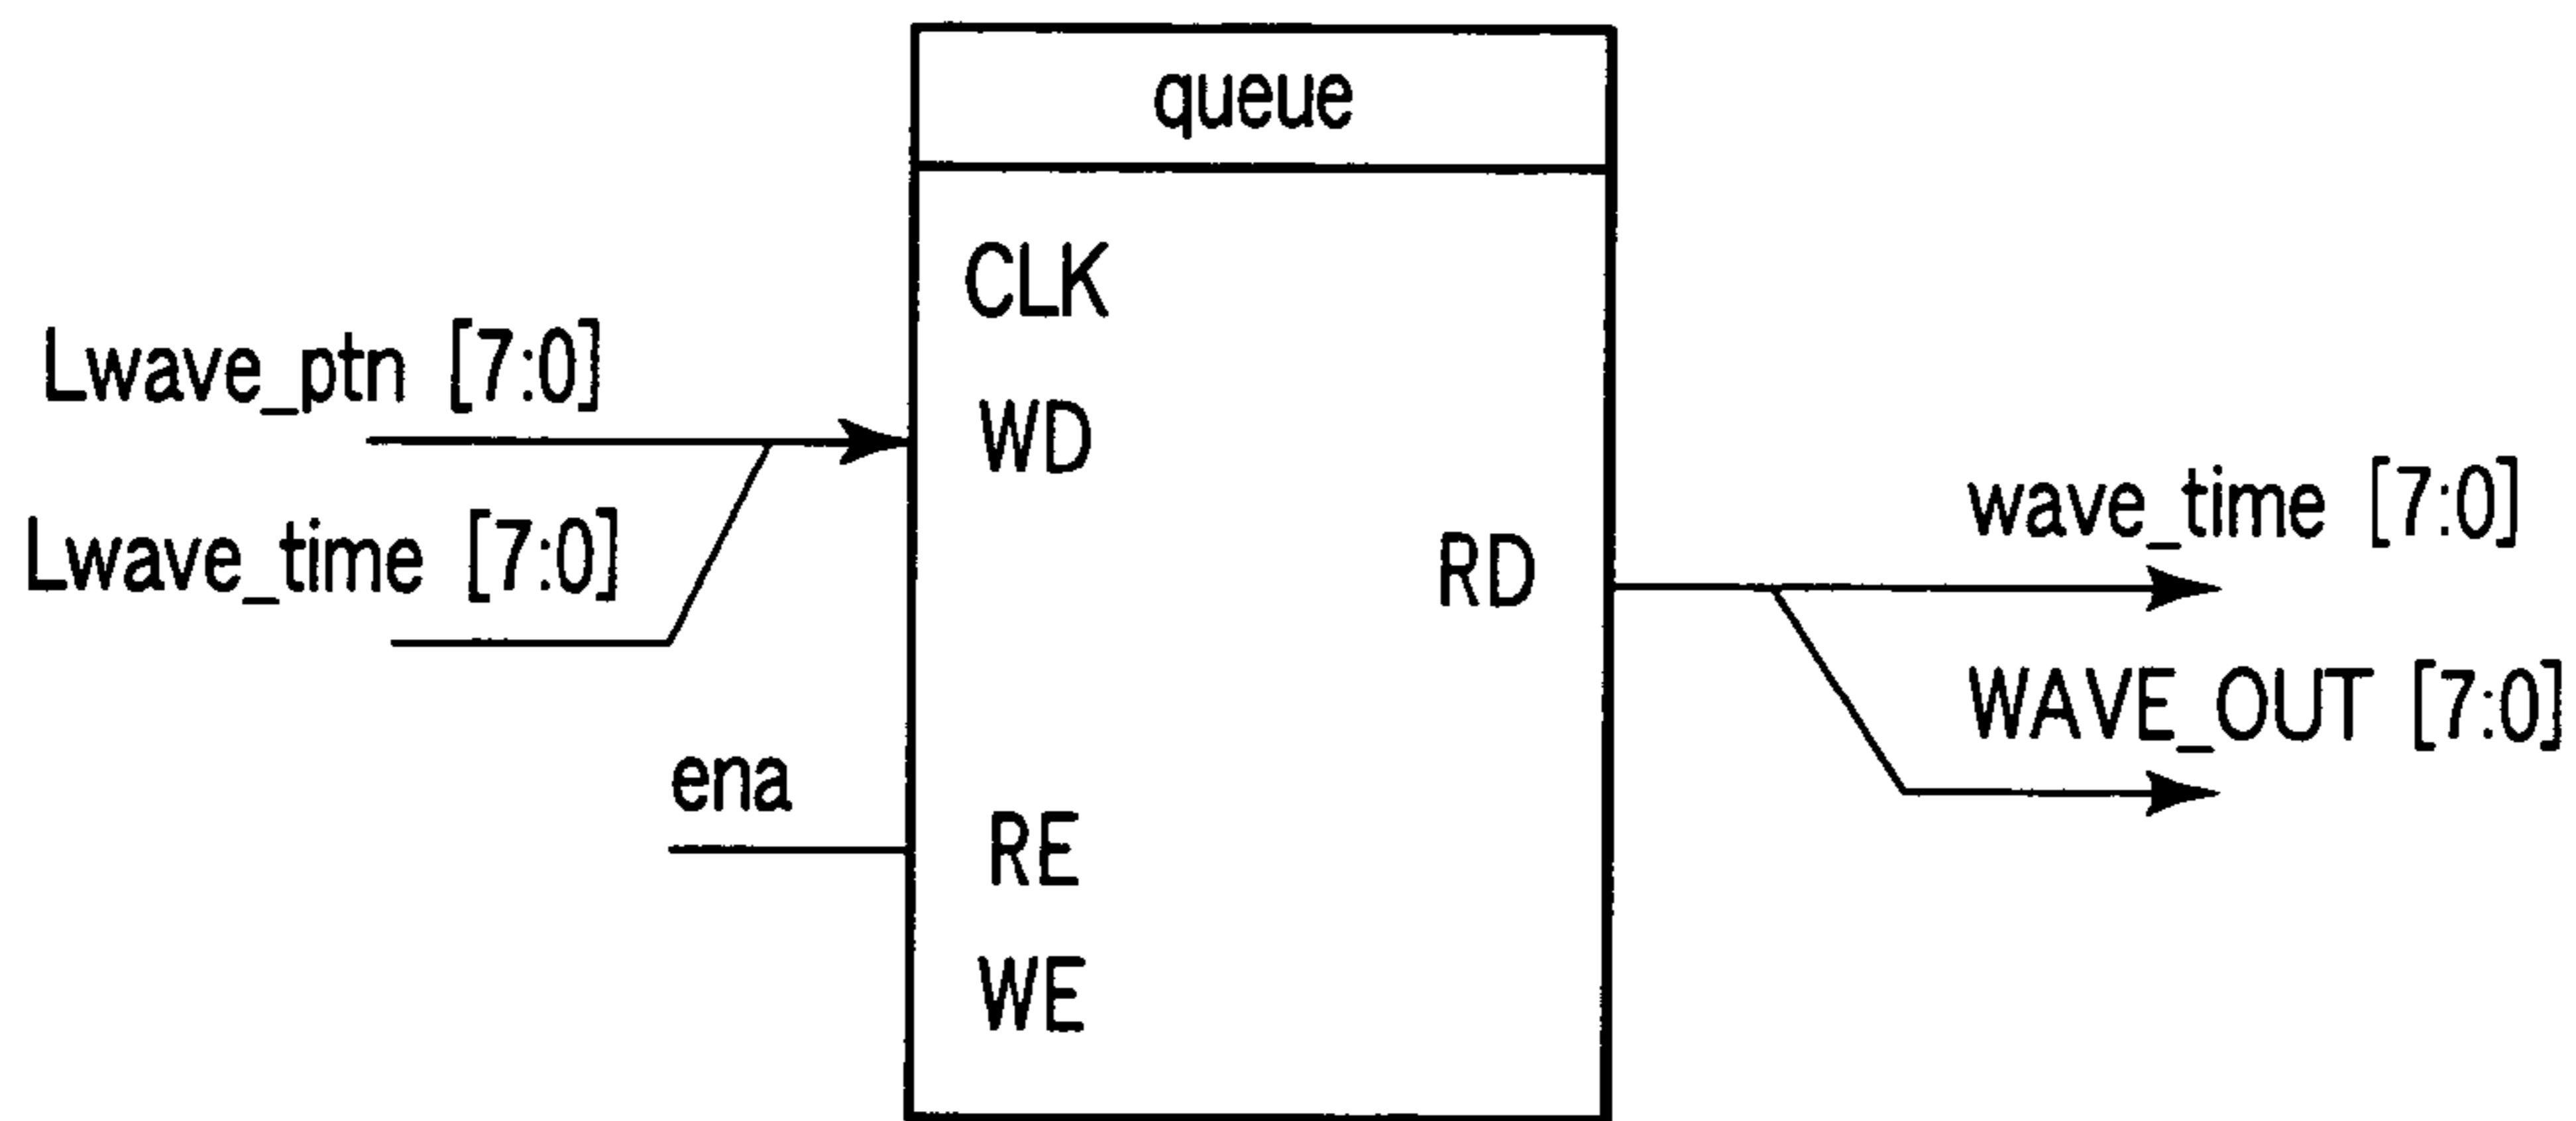 queue
CLK
Lwave_ptn [7:0]
WD
Lwave_time [7:0]
wave_time [7:0]
RD
WAVE_OUT [7:0]
ena
RE
WE